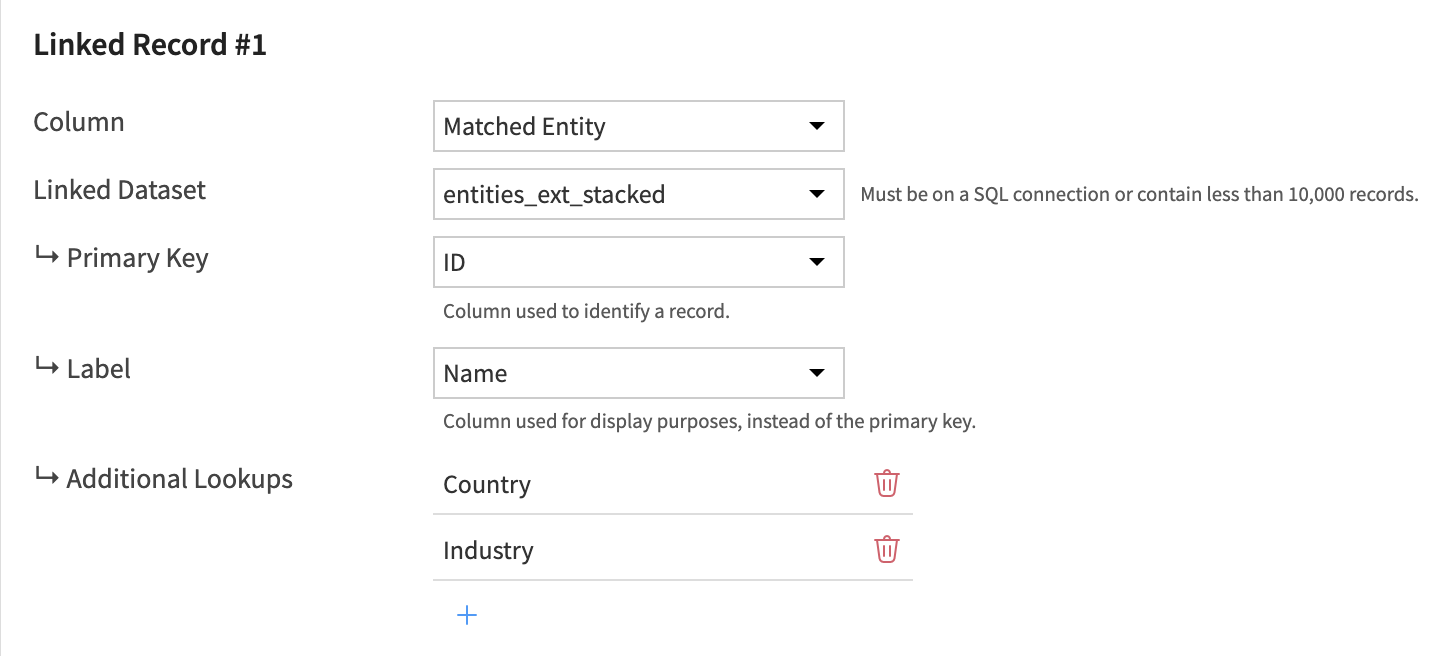 Linked Record #1
Column
Matched Entity
Linked Dataset
entities_ext_stacked
Must be on a SQL connection or contain less than 10,000 records.
Primary Key
ID
Column used to identify a record.
Label
Name
Column used for display purposes, instead of the primary key.
Additional Lookups
Country
Industry